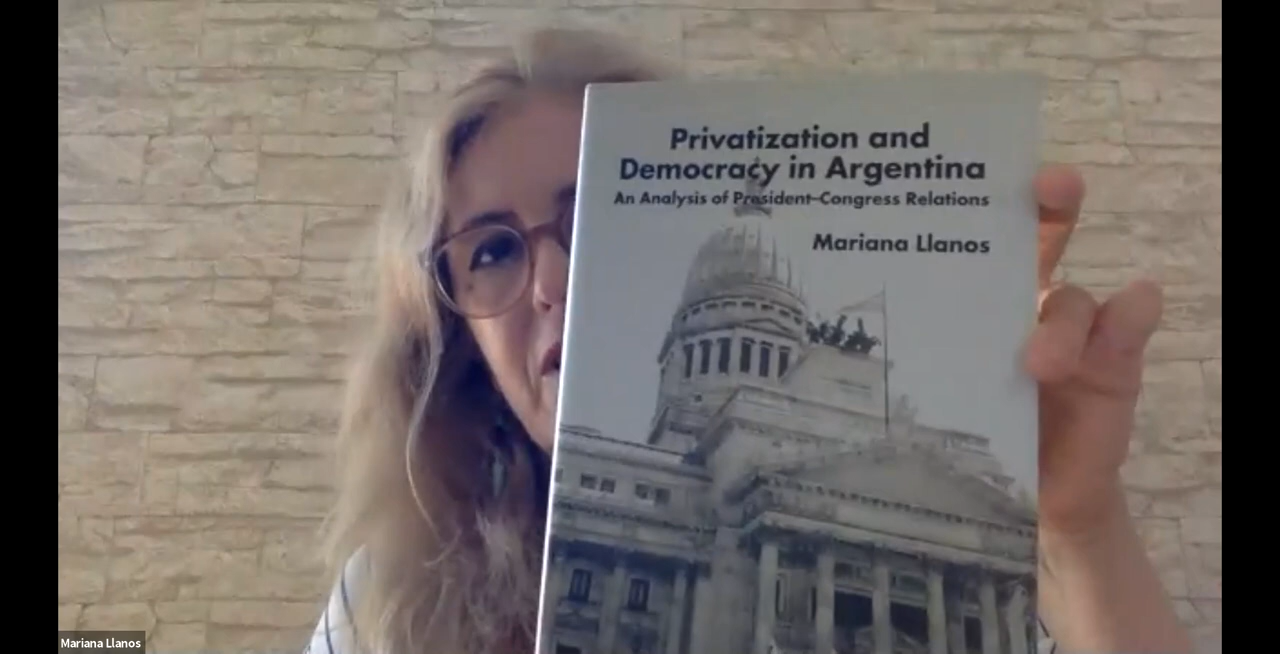 Privatization and
Democracy in Argentina
An Analysis of President–Congress Relations
Mariana Llanos
Mariana Llanos